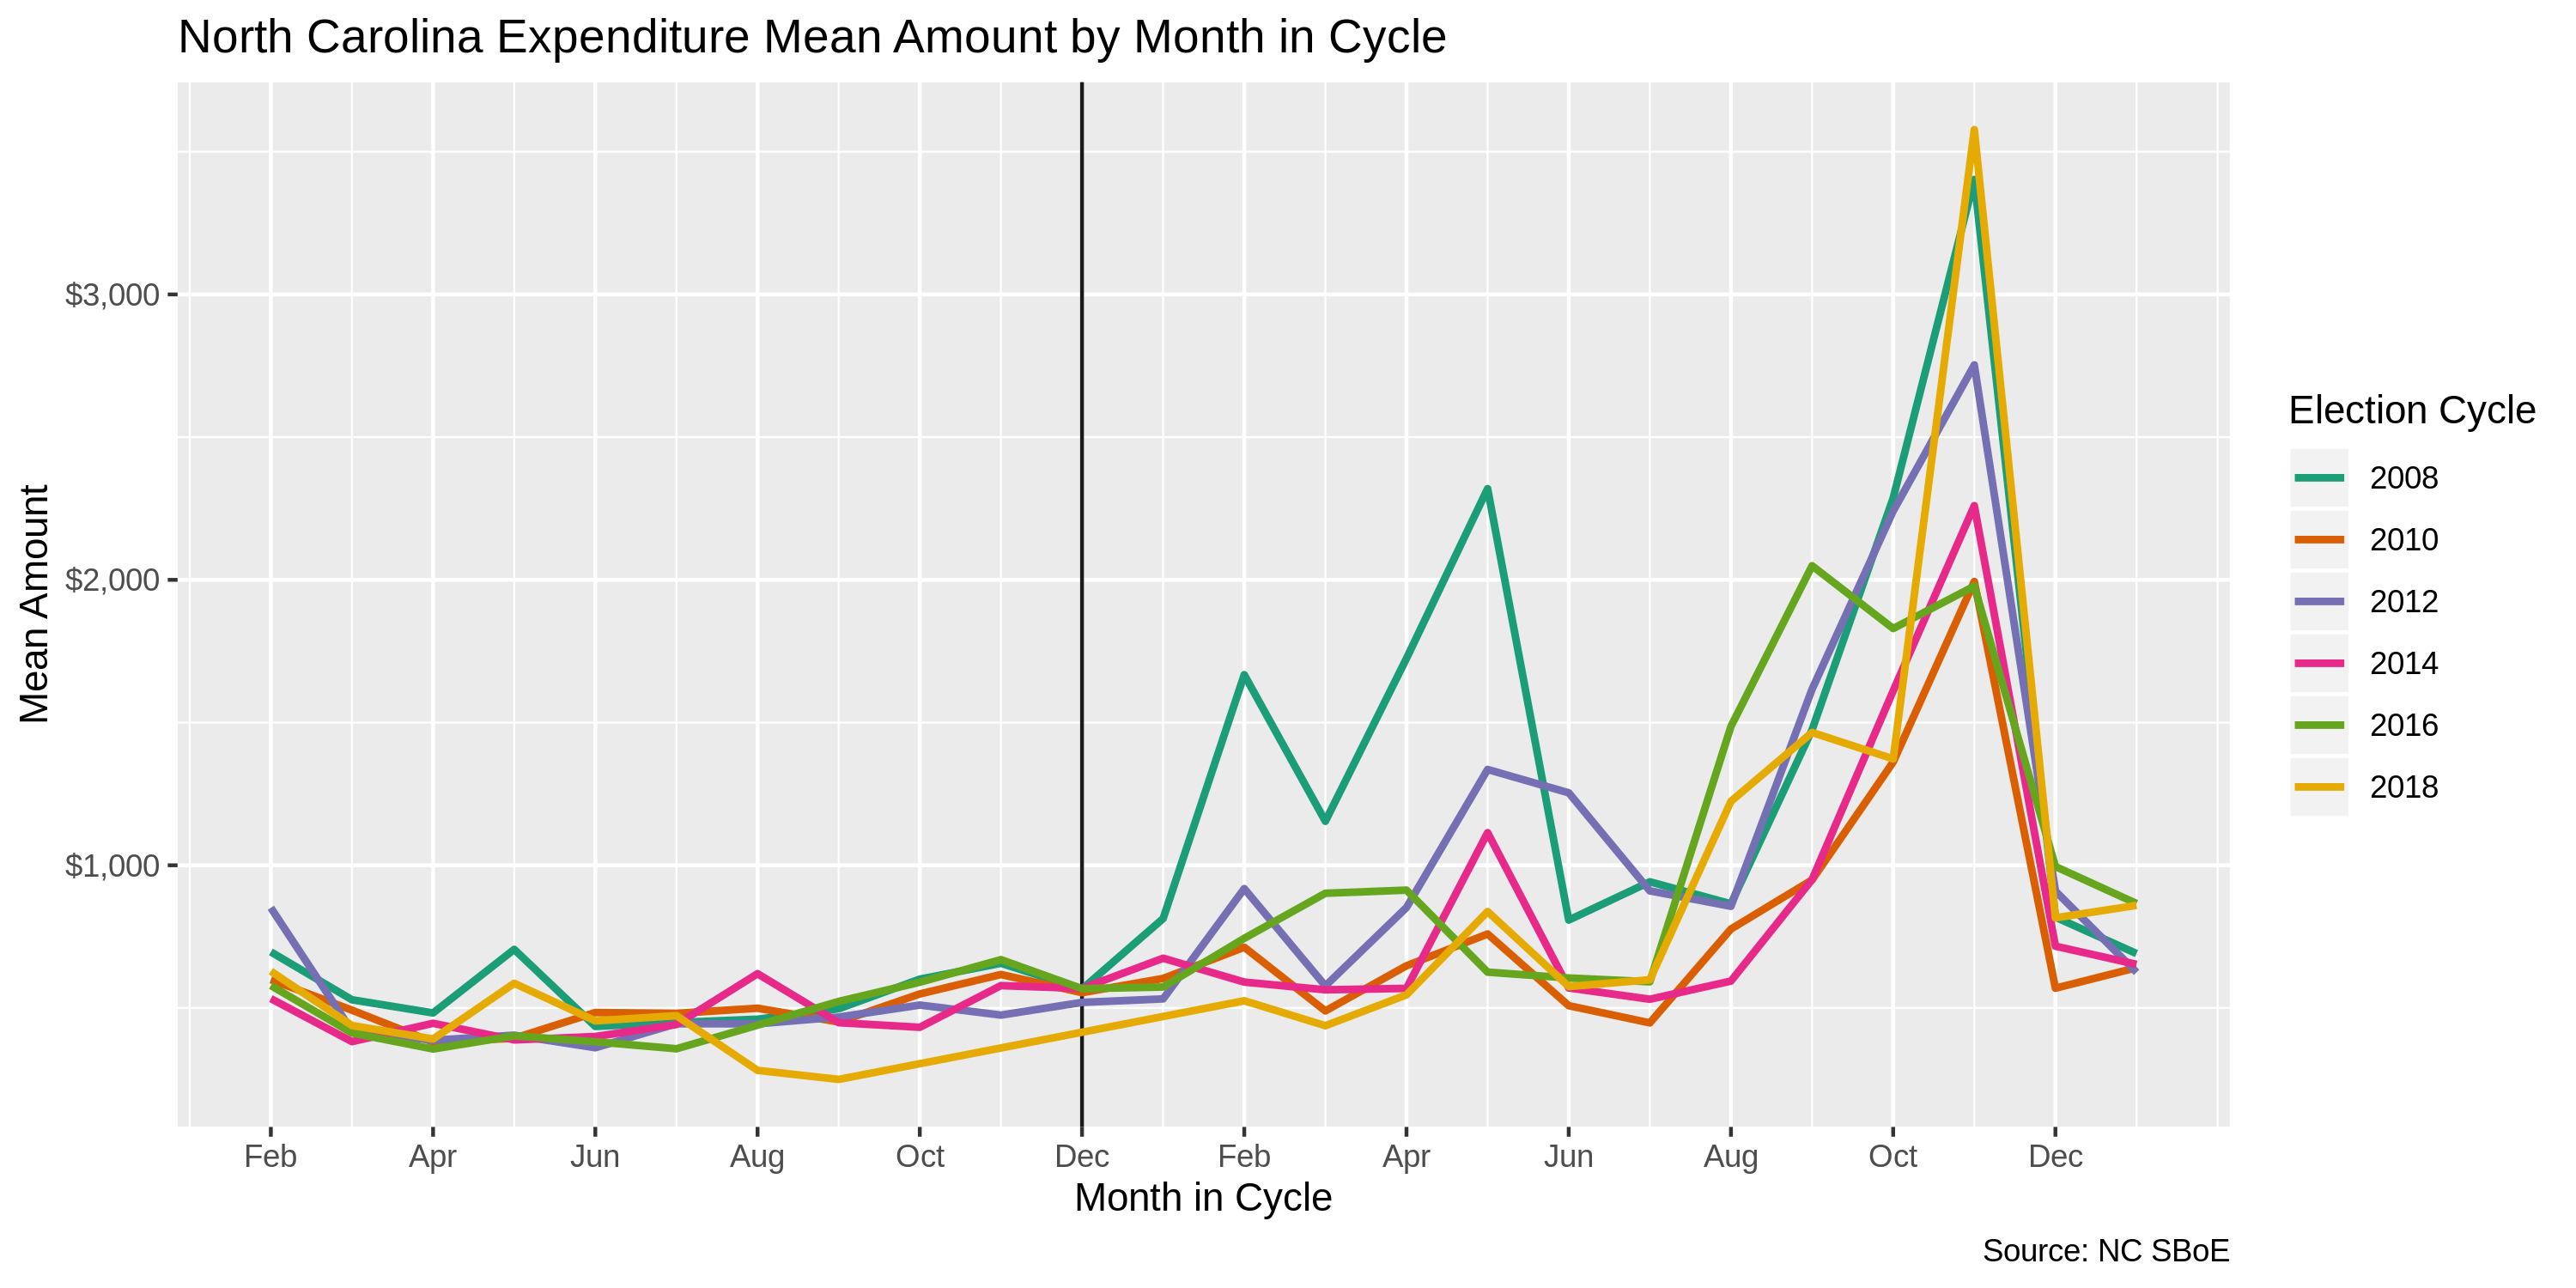 North Carolina Expenditure Mean Amount by Month in Cycle
Mean Amount
$3,000
$2,000
$1,000
Feb Apr Jun Aug Oct Dec Feb Apr Jun Aug Oct Dec
Month in Cycle
Election Cycle
2008
2010
2012
2014
2016
2018
Source: NC SBoE